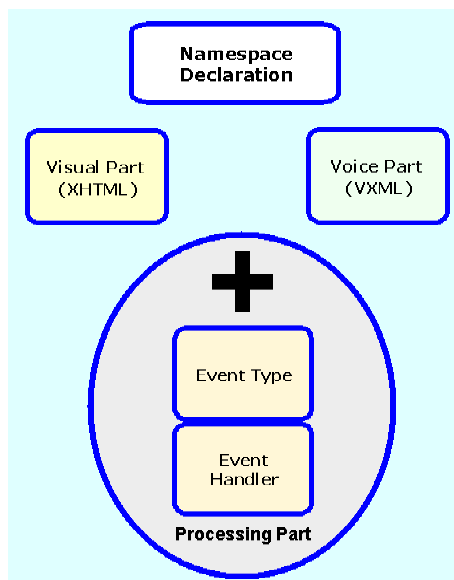 Namespace
Declaration
Visual Part
(XHTML)
Voice Part
(VXML)
Event Type
Event
Handler
Processing Part